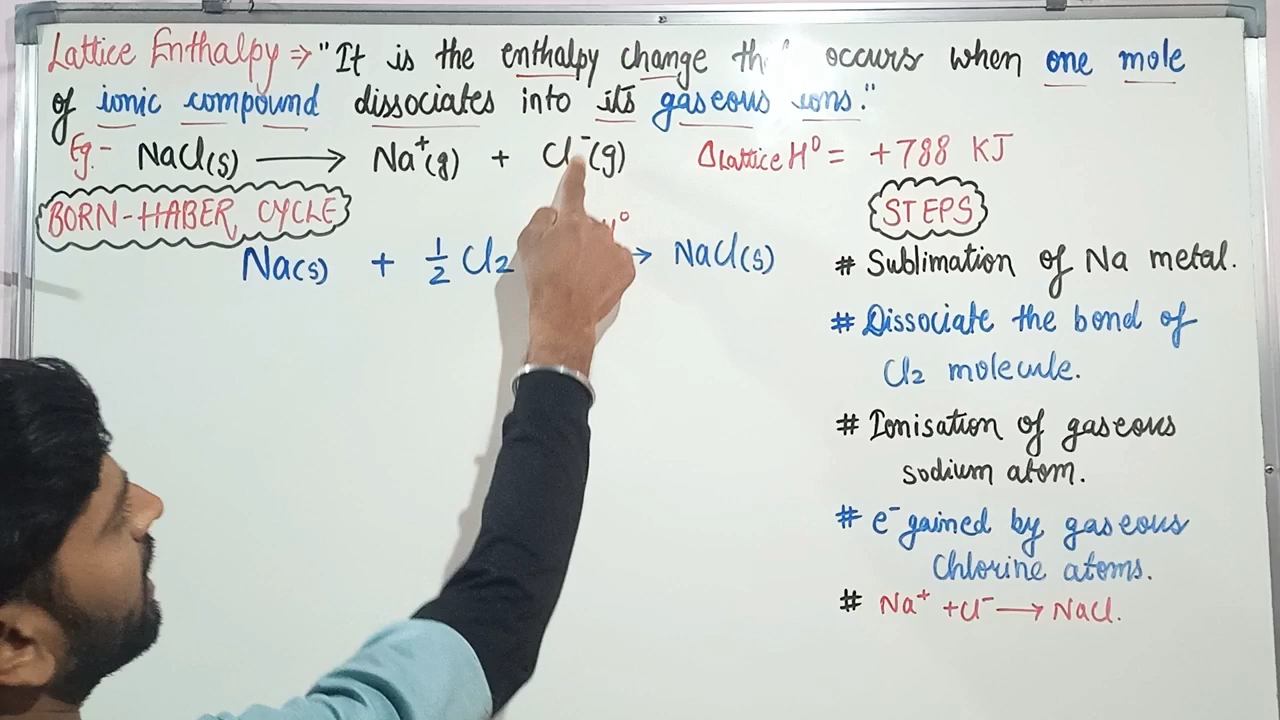 Lattice Enthalpy ⇒ "It is the enthalpy change occurs when one mole
of ionic compound dissociates into its gaseous ions."
Eg.- NaCl(s) ⟶ Na⁺(g) + Cl⁻(g) ΔLattice H⁰ = +788 KJ
BORN-HABER CYCLE
Na(s) + ½ Cl₂ → NaCl(s)
STEPS
# Sublimation of Na metal.
# Dissociate the bond of
Cl₂ molecule.
# Ionisation of gaseous
sodium atom.
# e⁻ gained by gaseous
Chlorine atoms.
# Na⁺ + Cl⁻ ⟶ NaCl.